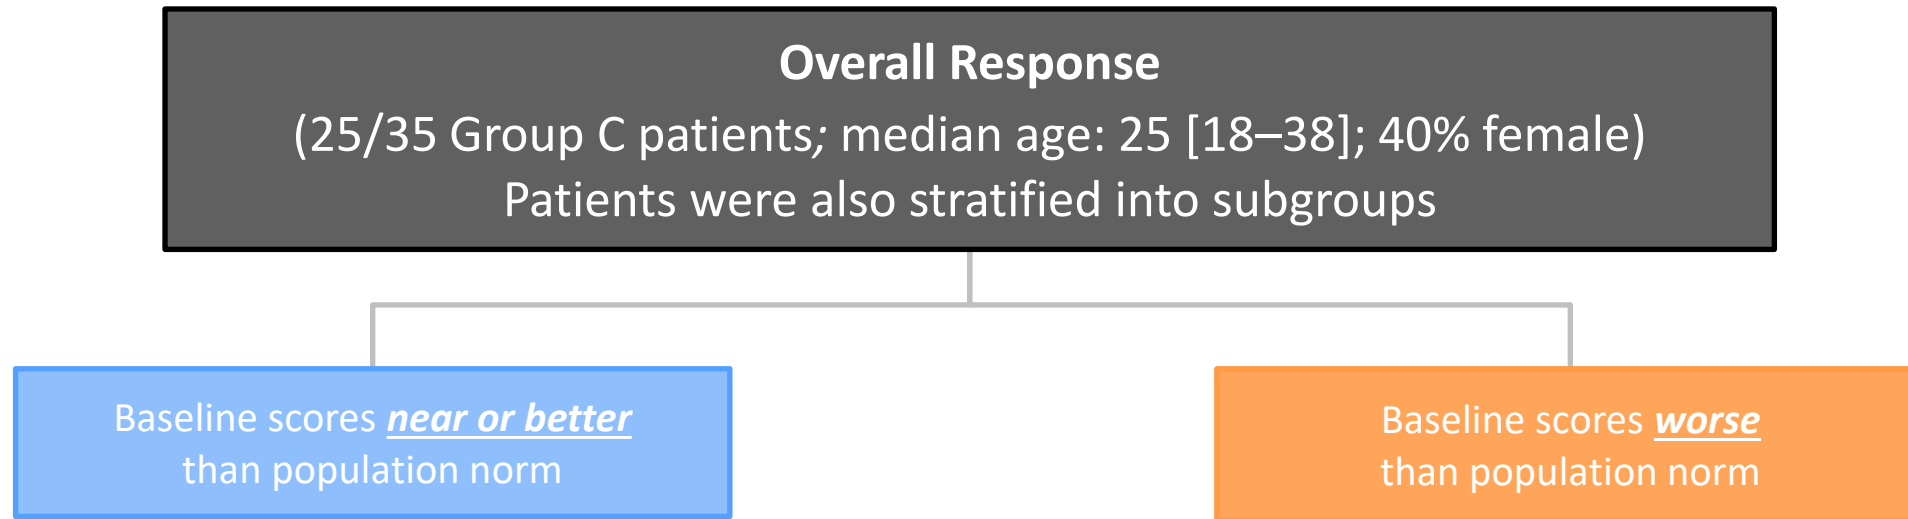 Overall Response
(25/35 Group C patients; median age: 25 [18–38]; 40% female)
Patients were also stratified into subgroups
Baseline scores near or better
than population norm
Baseline scores worse
than population norm